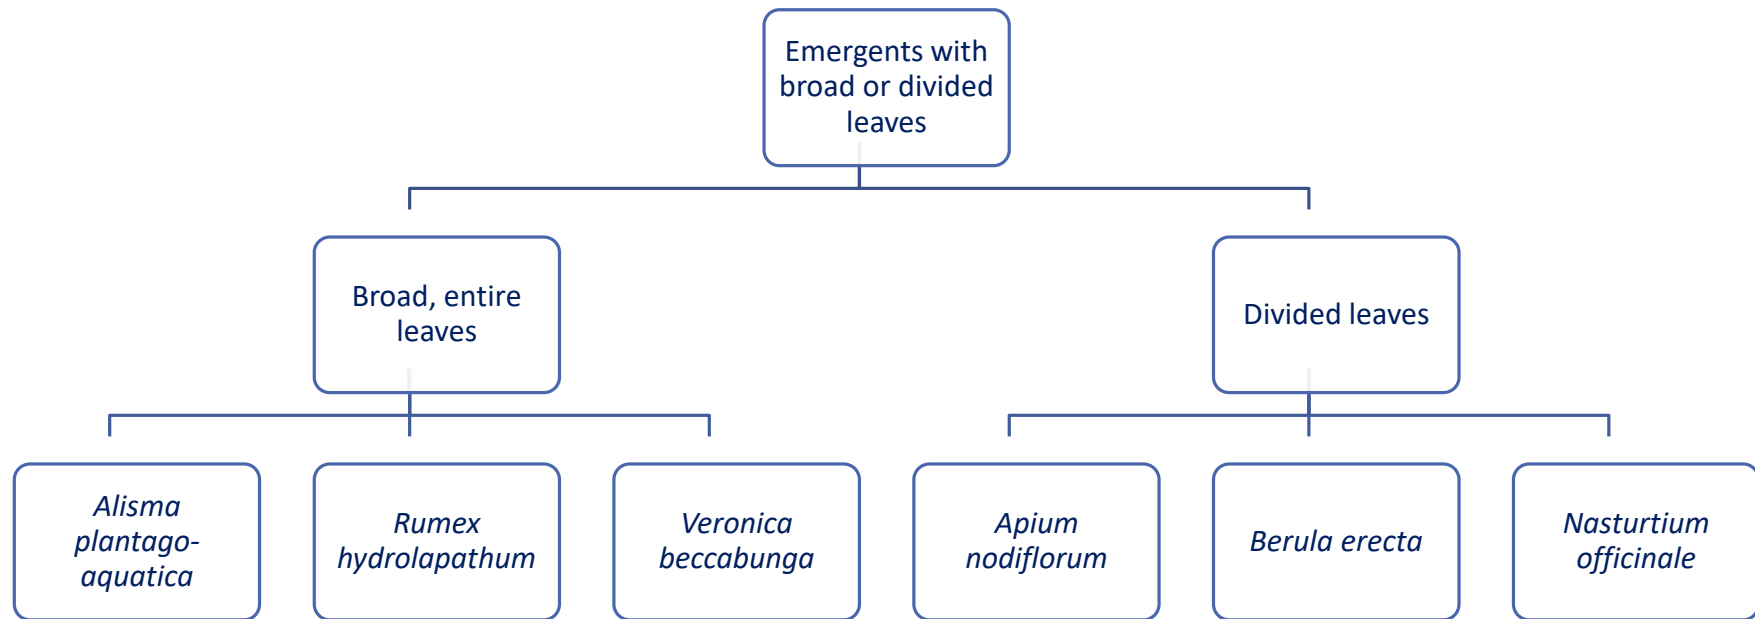 Emergents with
broad or divided
leaves
Broad, entire
leaves
Divided leaves
Alisma
plantago-
aquatica
Rumex
hydrolapathum
Veronica
beccabunga
Apium
nodiflorum
Berula erecta
Nasturtium
officinale